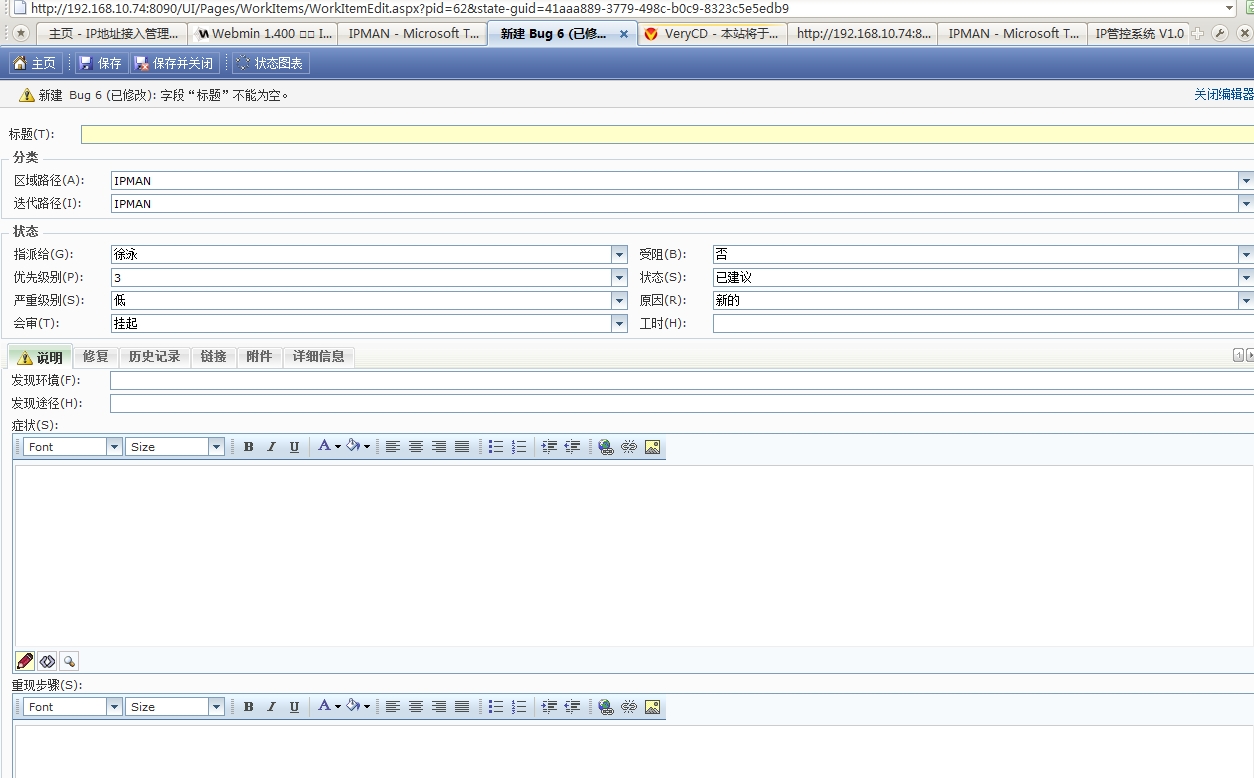 http://192.168.10.74:8090/UI/Pages/WorkItems/WorkItemEdit.aspx?pid=62&state-guid=41aaa889-3779-498c-b0c9-8323c5e5edb9
主页 - IP地址接入管理... Webmin 1.400 □□ I... IPMAN - Microsoft T... 新建 Bug 6 (已修... VeryCD - 本站将于... http://192.168.10.74:8... IPMAN - Microsoft T... IP管控系统 V1.0
主页 保存 保存并关闭 状态图表
新建 Bug 6 (已修改): 字段“标题”不能为空。 关闭编辑器
标题(T):
分类
区域路径(A): IPMAN
迭代路径(I): IPMAN
状态
指派给(G): 徐泳 受阻(B): 否
优先级别(P): 3 状态(S): 已建议
严重级别(S): 低 原因(R): 新的
会审(T): 挂起 工时(H):
说明 修复 历史记录 链接 附件 详细信息
发现环境(F):
发现途径(H):
症状(S):
Font Size B I U A
重现步骤(S):
Font Size B I U A